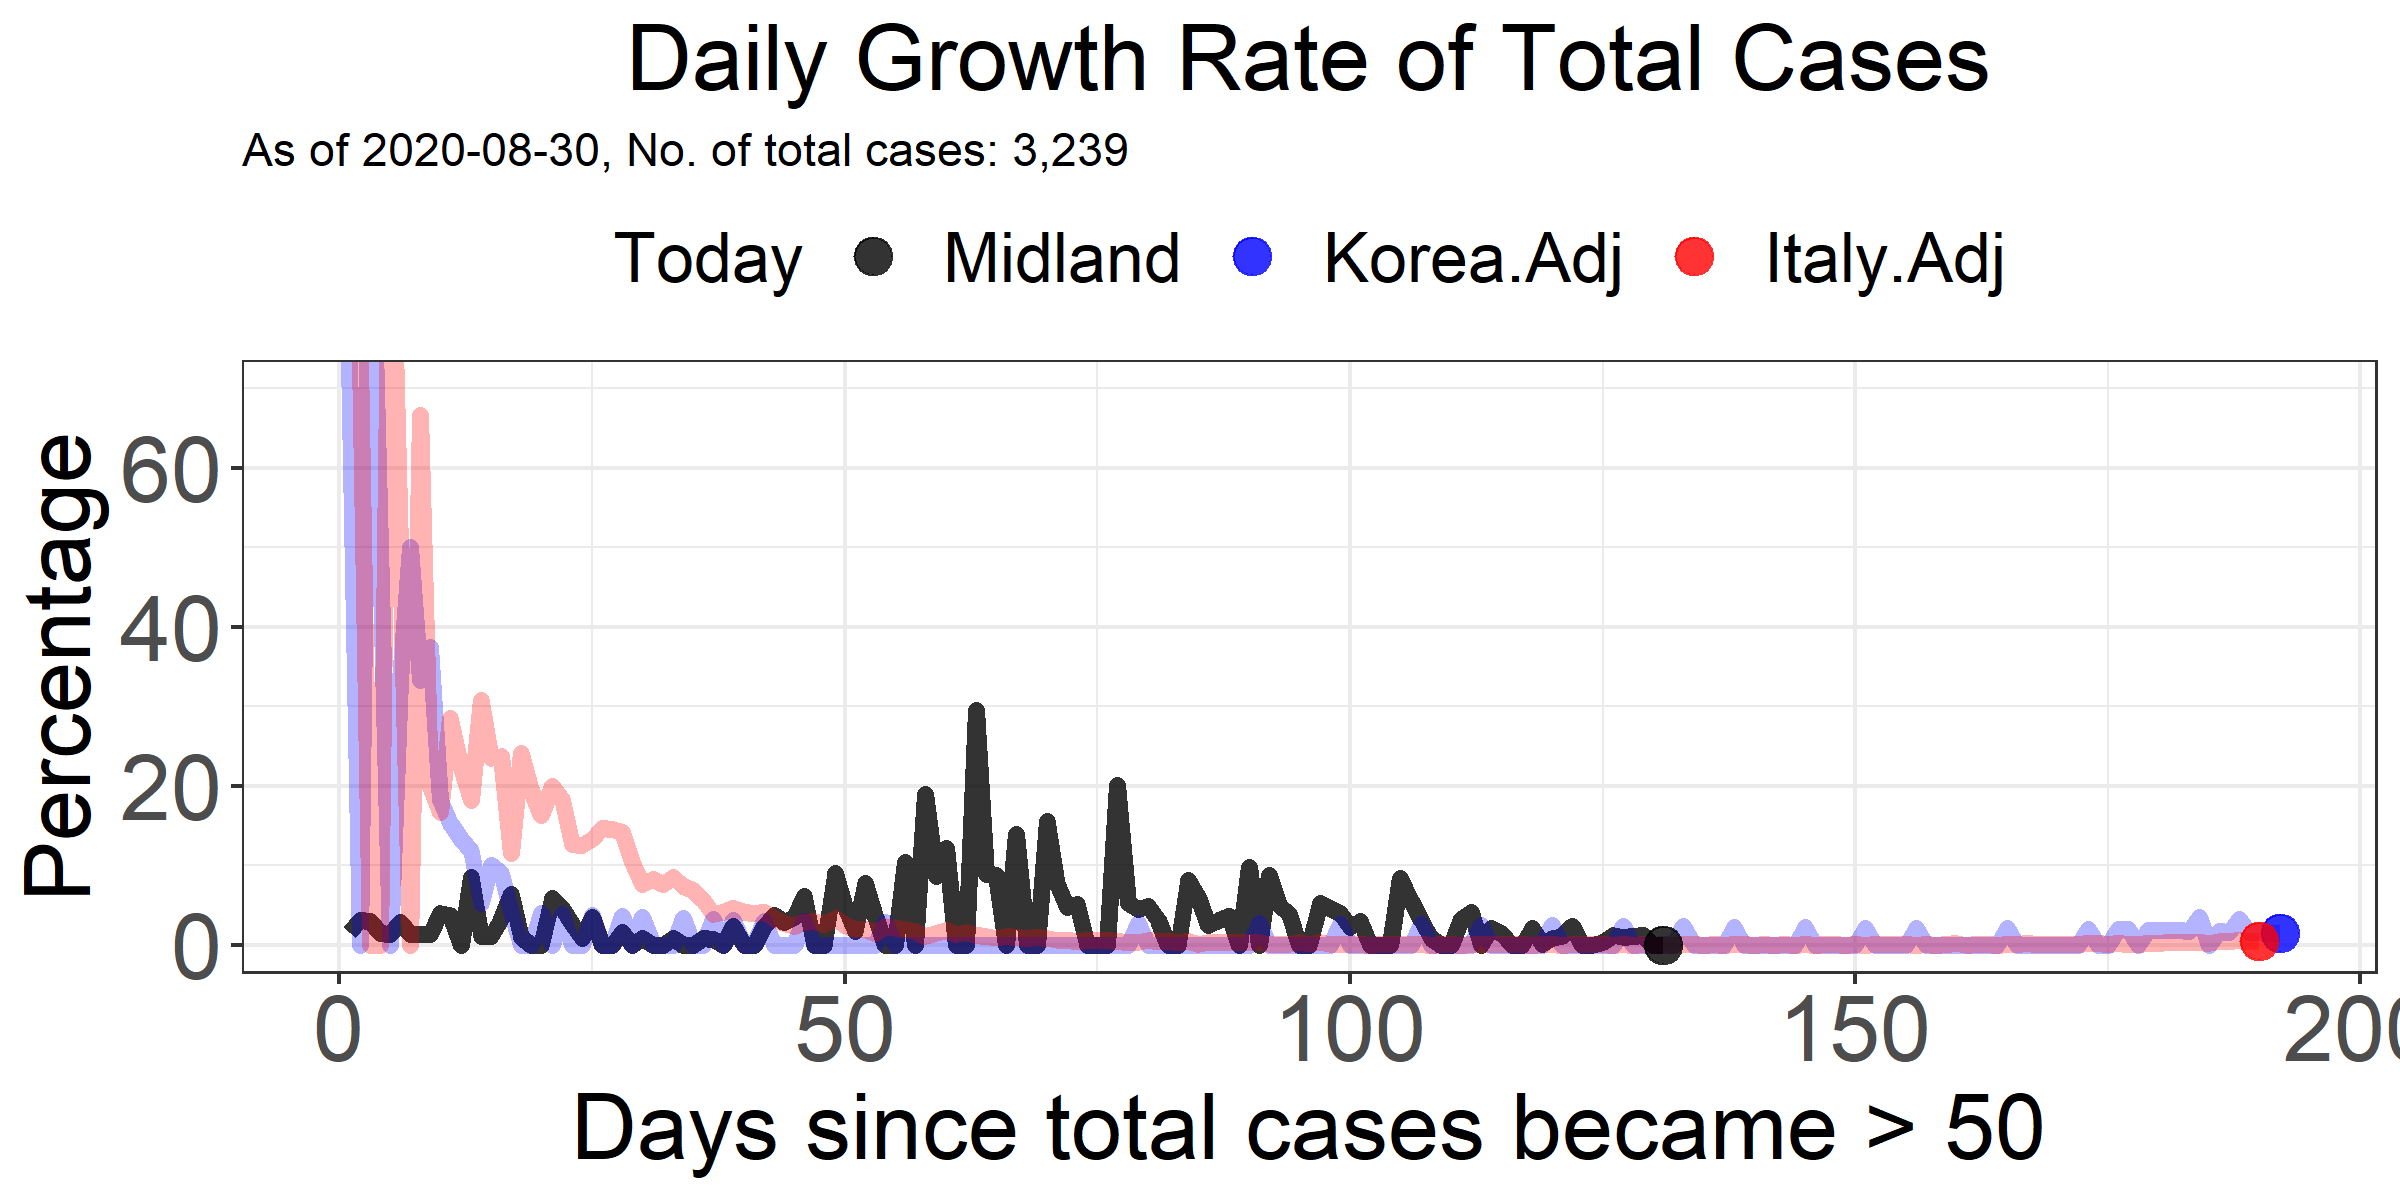 Daily Growth Rate of Total Cases
As of 2020-08-30, No. of total cases: 3,239
Today Midland Korea.Adj Italy.Adj
Percentage
60
40
20
0
0 50 100 150 200
Days since total cases became > 50